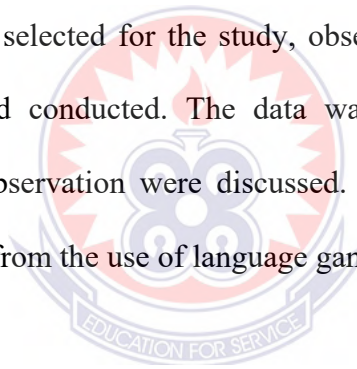 selected for the study, obse
d conducted. The data wa
bservation were discussed.
from the use of language gan
EDUCATION FOR SERVICE